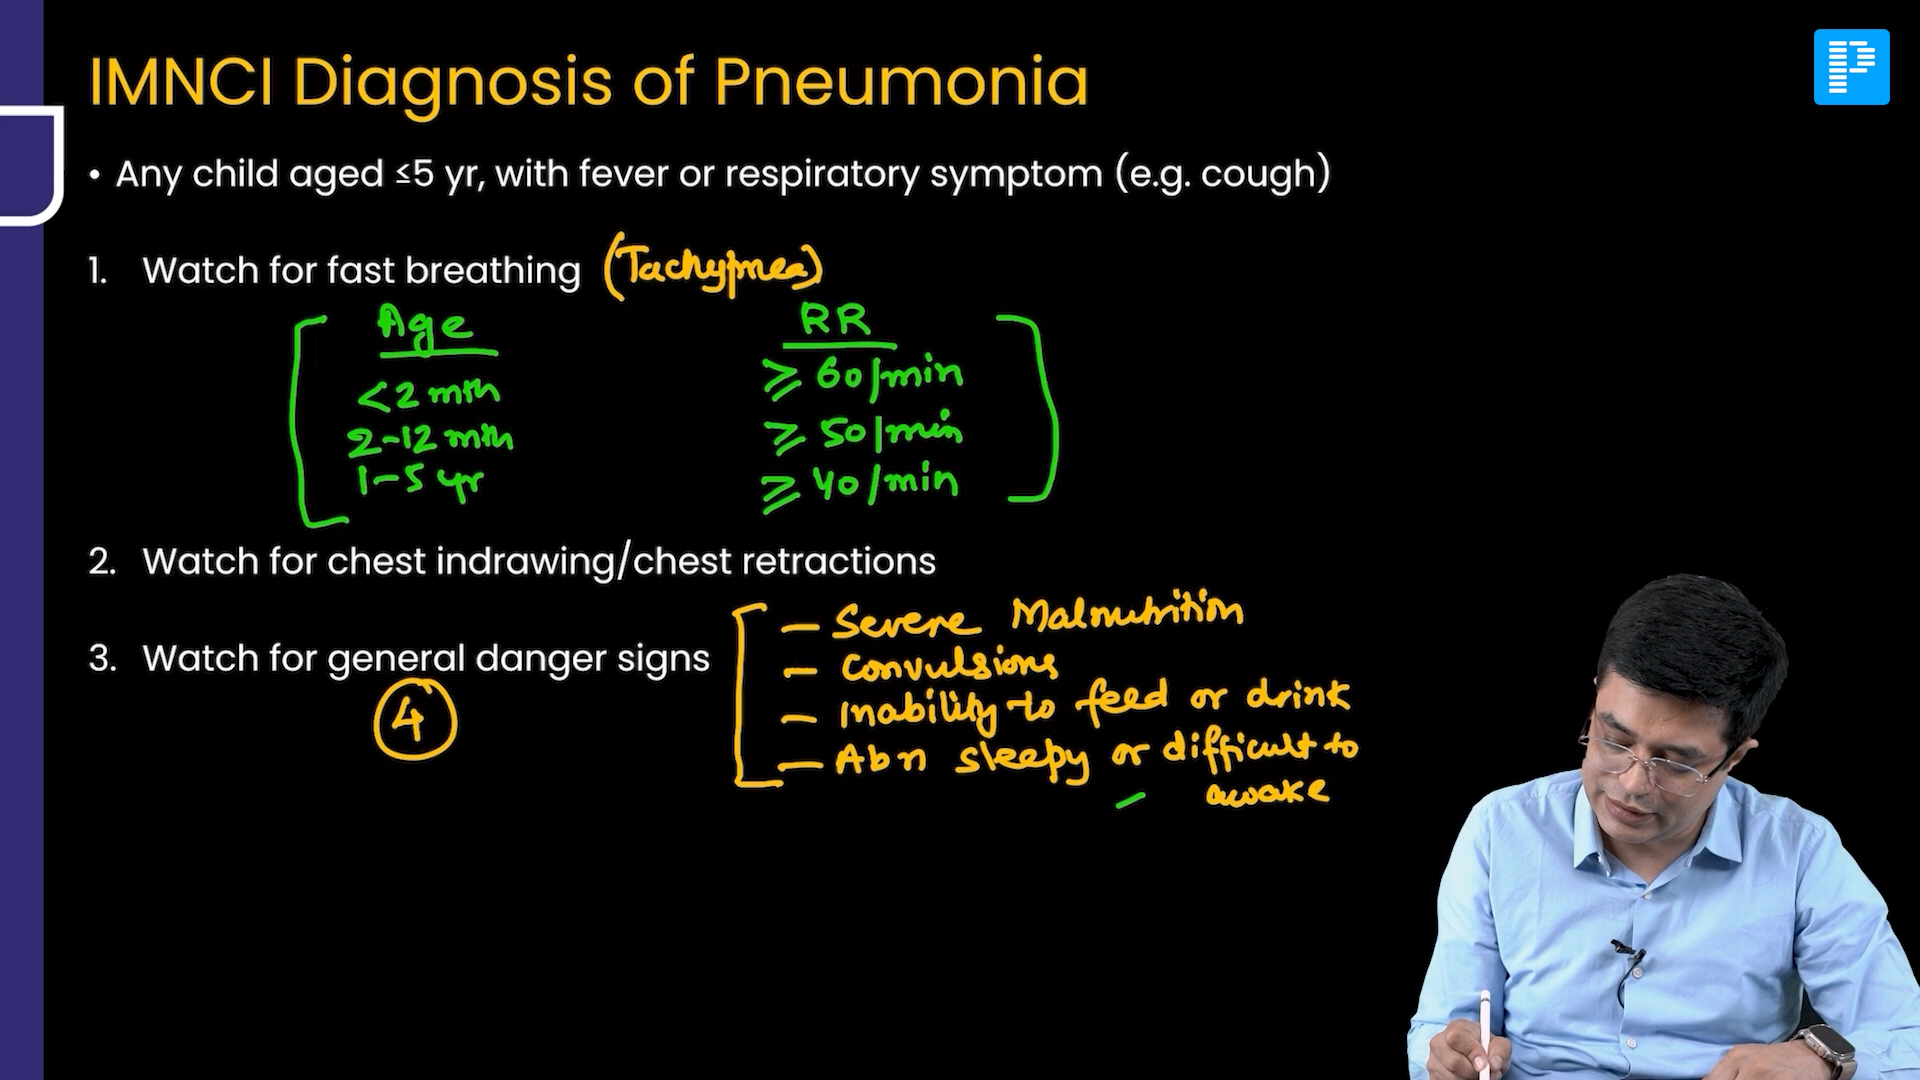 IMNCI Diagnosis of Pneumonia
• Any child aged ≤5 yr, with fever or respiratory symptom (e.g. cough)
1. Watch for fast breathing (Tachypnea)
Age RR
<2 mth ≥ 60/min
2-12 mth ≥ 50/min
1-5 yr ≥ 40/min
2. Watch for chest indrawing/chest retractions
3. Watch for general danger signs
4
- Severe Malnutrition
- Convulsions
- Inability to feed or drink
- Abn sleepy or difficult to
awake